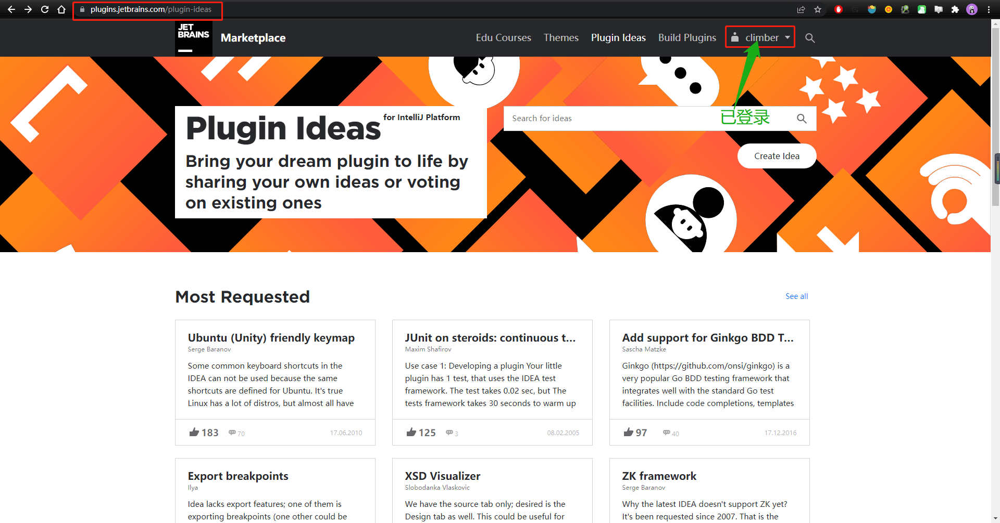 plugins.jetbrains.com/plugin-ideas
JET
BRAINS
Marketplace
Edu Courses
Themes
Plugin Ideas
Build Plugins
climber
已登录
Plugin Ideas
for IntelliJ Platform
Bring your dream plugin to life by
sharing your own ideas or voting
on existing ones
Search for ideas
Create Idea
Most Requested
See all
Ubuntu (Unity) friendly keymap
Serge Baranov
Some common keyboard shortcuts in the
IDEA can not be used because the same
shortcuts are defined for Ubuntu. It's true
Linux has a lot of distros, but almost all have
183
70
17.06.2010
JUnit on steroids: continuous t...
Maxim Shafirov
Use case 1: Developing a plugin Your little
plugin has 1 test, that uses the IDEA test
framework. The test takes 0.02 sec, but The
tests framework takes 30 seconds to warm up
125
3
08.02.2005
Add support for Ginkgo BDD T...
Sascha Matzke
Ginkgo (https://github.com/onsi/ginkgo) is a
very popular Go BDD testing framework that
integrates well with the standard Go test
facilities. Include code completions, templates
97
40
17.12.2016
Export breakpoints
Ilya
Idea lacks export features; one of them is
exporting breakpoints (one other could be
XSD Visualizer
Slobodanka Vlaskovic
We have the source tab only; desired is the
Design tab as well. This could be useful for
ZK framework
Serge Baranov
Why the latest IDEA doesn't support ZK yet?
It's been requested since 2007. That is the